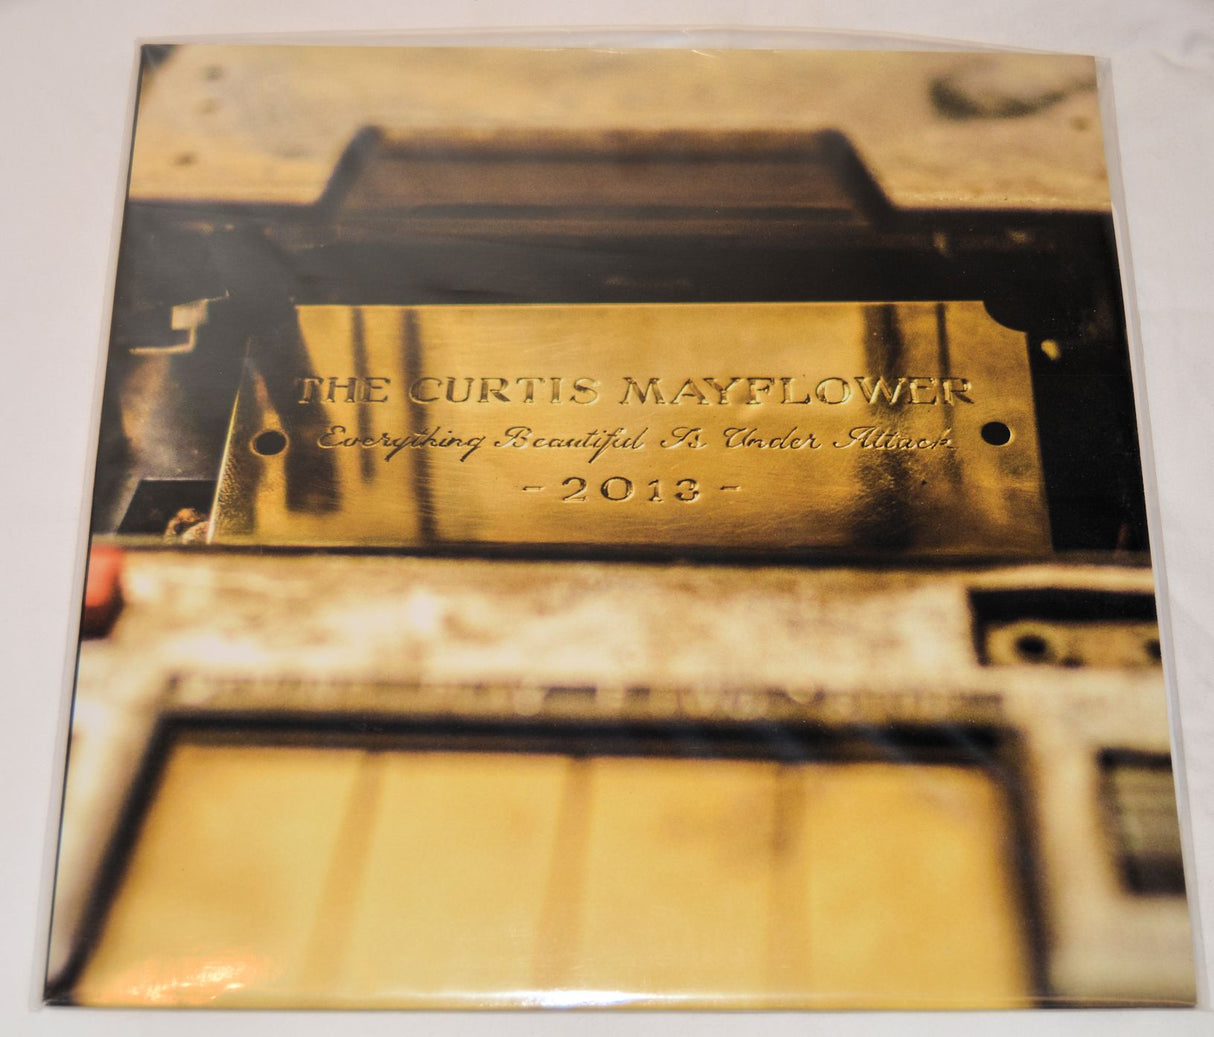 THE CURTIS MAYFLOWER
Everything Beautiful Is Under Attack
- 2013 -